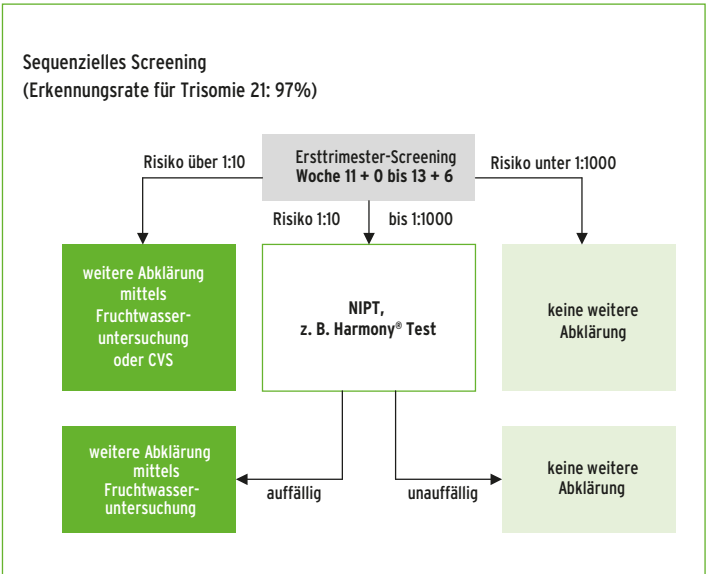 Sequenzielles Screening
(Erkennungsrate für Trisomie 21: 97%)
Risiko über 1:10
Ersttrimester-Screening
Woche 11 + 0 bis 13 + 6
Risiko unter 1:1000
Risiko 1:10 bis 1:1000
weitere Abklärung
mittels
Fruchtwasser-
untersuchung
oder CVS
NIPT,
z. B. Harmony® Test
keine weitere
Abklärung
weitere Abklärung
mittels
Fruchtwasser-
untersuchung
auffällig
unauffällig
keine weitere
Abklärung